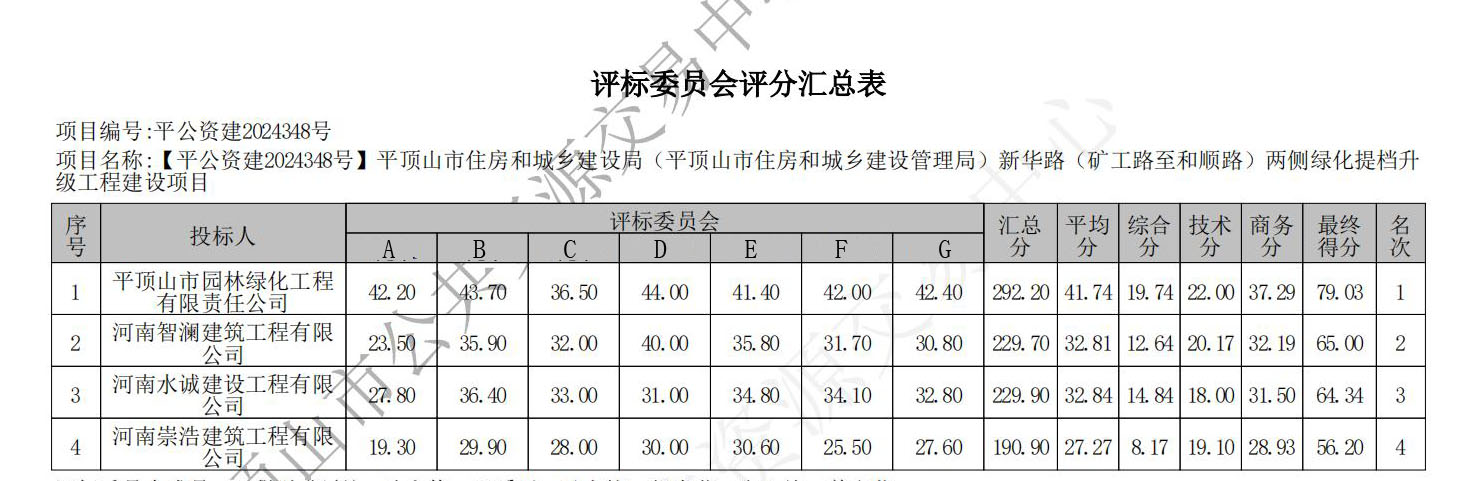 评标委员会评分汇总表
项目编号:平公资建2024348号
项目名称:【平公资建2024348号】平顶山市住房和城乡建设局（平顶山市住房和城乡建设管理局）新华路（矿工路至和顺路）两侧绿化提档升
级工程建设项目
序号 投标人 评标委员会 汇总分 平均分 综合分 技术分 商务分 最终得分 名次
A B C D E F G
1 平顶山市园林绿化工程有限责任公司 42.20 43.70 36.50 44.00 41.40 42.00 42.40 292.20 41.74 19.74 22.00 37.29 79.03 1
2 河南智澜建筑工程有限公司 23.50 35.90 32.00 40.00 35.80 31.70 30.80 229.70 32.81 12.64 20.17 32.19 65.00 2
3 河南水诚建设工程有限公司 27.80 36.40 33.00 31.00 34.80 34.10 32.80 229.90 32.84 14.84 18.00 31.50 64.34 3
4 河南崇浩建筑工程有限公司 19.30 29.90 28.00 30.00 30.60 25.50 27.60 190.90 27.27 8.17 19.10 28.93 56.20 4